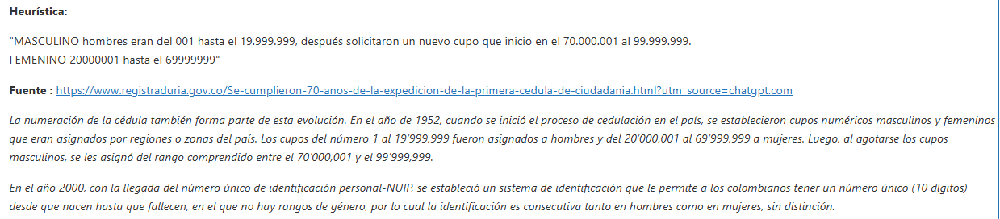 Heurística:
"MASCULINO hombres eran del 001 hasta el 19.999.999, después solicitaron un nuevo cupo que inicio en el 70.000.001 al 99.999.999.
FEMENINO 20000001 hasta el 69999999"
Fuente : https://www.registraduria.gov.co/Se-cumplieron-70-anos-de-la-expedicion-de-la-primera-cedula-de-ciudadania.html?utm_source=chatgpt.com
La numeración de la cédula también forma parte de esta evolución. En el año de 1952, cuando se inició el proceso de cedulación en el país, se establecieron cupos numéricos masculinos y femeninos
que eran asignados por regiones o zonas del país. Los cupos del número 1 al 19'999,999 fueron asignados a hombres y del 20'000,001 al 69'999,999 a mujeres. Luego, al agotarse los cupos
masculinos, se les asignó del rango comprendido entre el 70'000,001 y el 99'999,999.
En el año 2000, con la llegada del número único de identificación personal-NUIP, se estableció un sistema de identificación que le permite a los colombianos tener un número único (10 dígitos)
desde que nacen hasta que fallecen, en el que no hay rangos de género, por lo cual la identificación es consecutiva tanto en hombres como en mujeres, sin distinción.